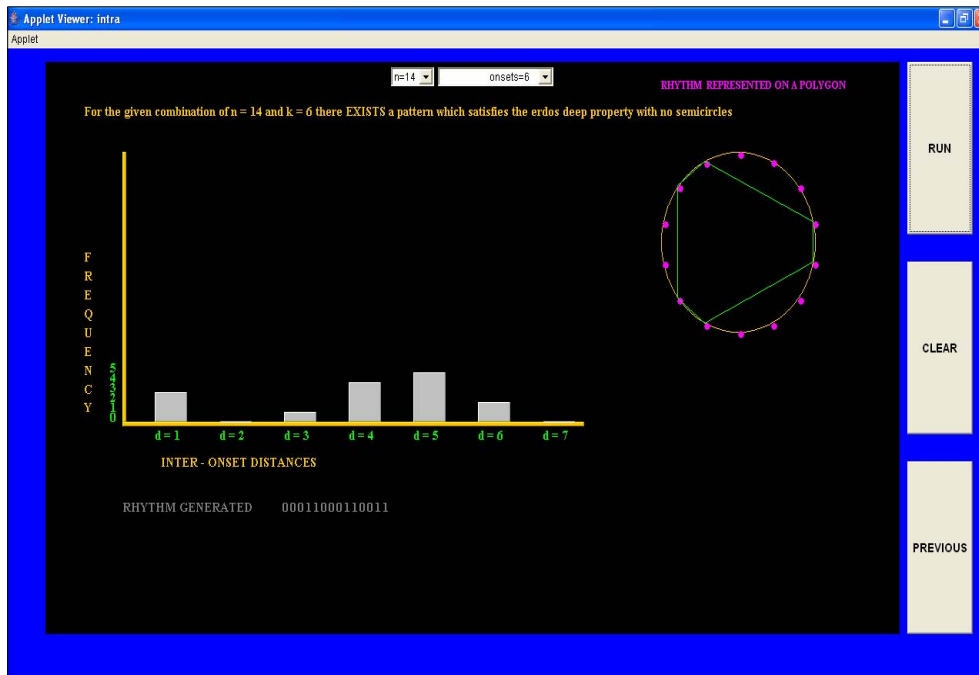 Applet Viewer: intra
Applet
n=14 onsets=6
RHYTHM REPRESENTED ON A POLYGON
For the given combination of n = 14 and k = 6 there EXISTS a pattern which satisfies the erdos deep property with no semicircles
RUN
CLEAR
PREVIOUS
F
R
E
Q
U
E
N
C
Y
5
4
3
2
1
0
d = 1 d = 2 d = 3 d = 4 d = 5 d = 6 d = 7
INTER - ONSET DISTANCES
RHYTHM GENERATED 00011000110011